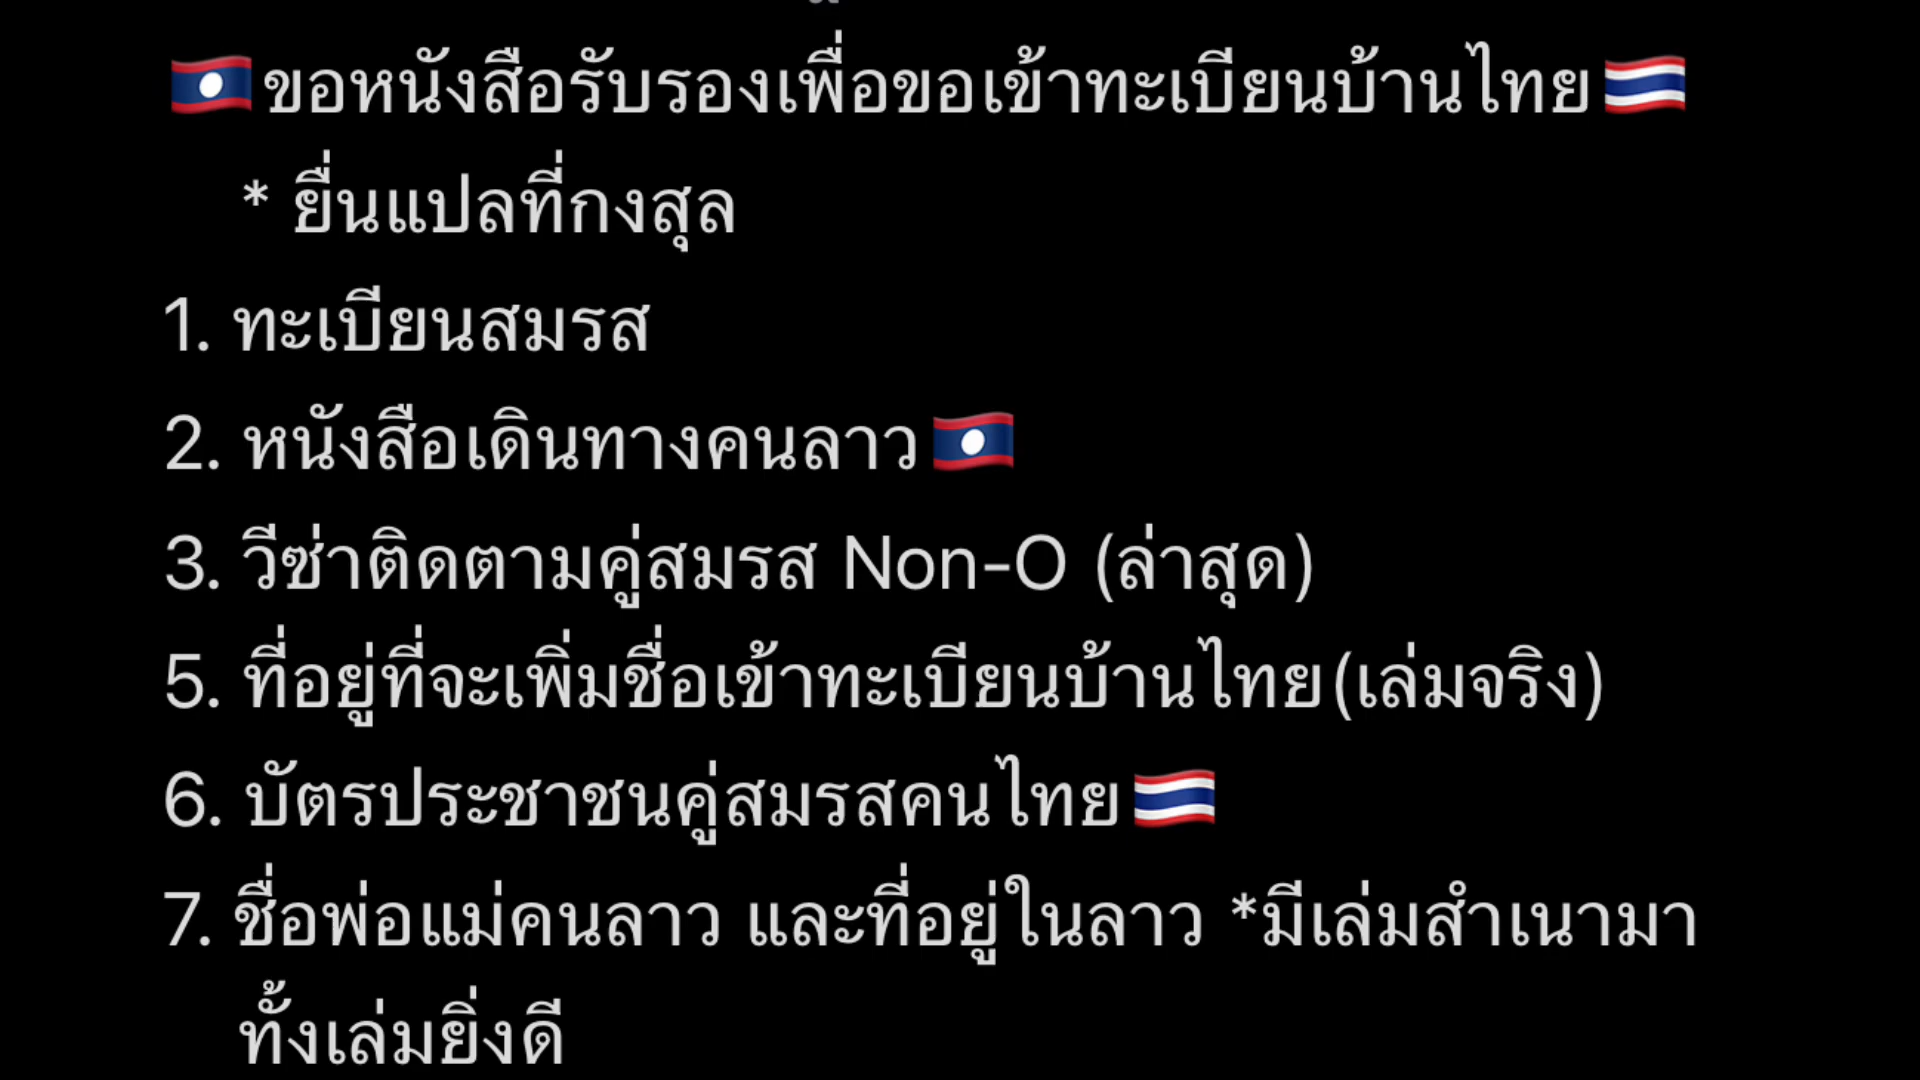 🇱🇦ขอหนังสือรับรองเพื่อขอเข้าทะเบียนบ้านไทย🇹🇭
* ยื่นแปลที่กงสุล
1. ทะเบียนสมรส
2. หนังสือเดินทางคนลาว🇱🇦
3. วีซ่าติดตามคู่สมรส Non-O (ล่าสุด)
5. ที่อยู่ที่จะเพิ่มชื่อเข้าทะเบียนบ้านไทย(เล่มจริง)
6. บัตรประชาชนคู่สมรสคนไทย🇹🇭
7. ชื่อพ่อแม่คนลาว และที่อยู่ในลาว *มีเล่มสำเนามา
ทั้งเล่มยิ่งดี